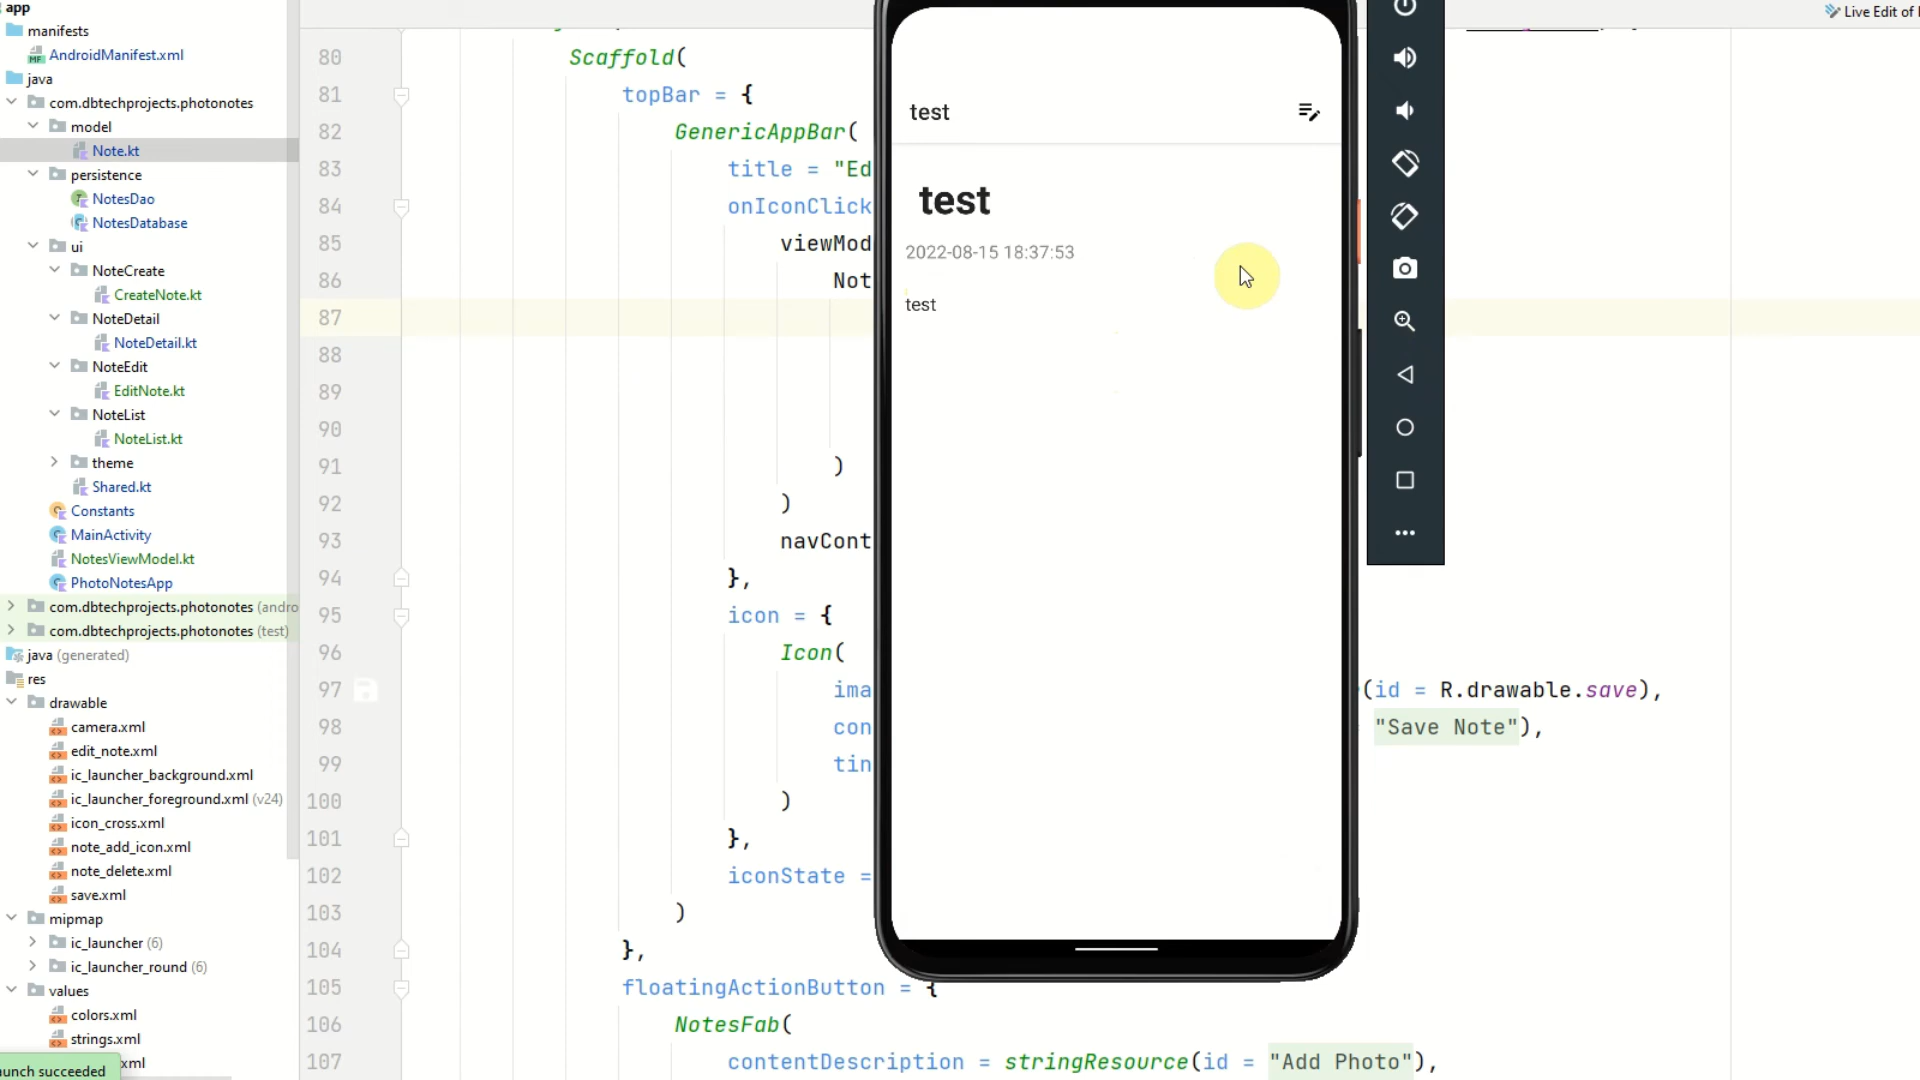 app
manifests
AndroidManifest.xml
java
com.dbtechprojects.photonotes
model
Note.kt
persistence
NotesDao
NotesDatabase
ui
NoteCreate
CreateNote.kt
NoteDetail
NoteDetail.kt
NoteEdit
EditNote.kt
NoteList
NoteList.kt
theme
Shared.kt
Constants
MainActivity
NotesViewModel.kt
PhotoNotesApp
com.dbtechprojects.photonotes (andro
com.dbtechprojects.photonotes (test)
java (generated)
res
drawable
camera.xml
edit_note.xml
ic_launcher_background.xml
ic_launcher_foreground.xml (v24)
icon_cross.xml
note_add_icon.xml
note_delete.xml
save.xml
mipmap
ic_launcher (6)
ic_launcher_round (6)
values
colors.xml
strings.xml
.xml
unch succeeded
Live Edit of
80 Scaffold(
81 topBar = {
82 GenericAppBar(
83 title = "Ed
84 onIconClick
85 viewMod
86 Not
87
88
89
90
91 )
92 )
93 navCont
94 },
95 icon = {
96 Icon(
97 ima (id = R.drawable.save),
98 con "Save Note"),
99 tin
100 )
101 },
102 iconState =
103 )
104 },
105 floatingActionButton = {
106 NotesFab(
107 contentDescription = stringResource(id = "Add Photo"),
test
test
2022-08-15 18:37:53
test